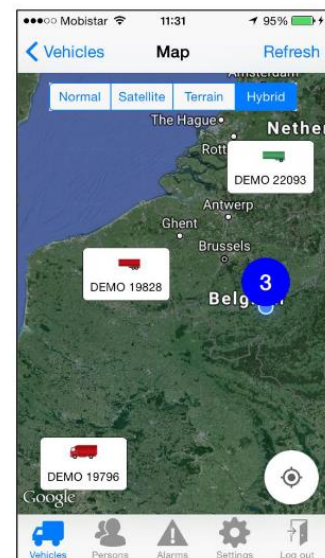 Mobistar 11:31 95%
Vehicles Map Refresh
Amsterdam
Normal Satellite Terrain Hybrid
The Hague
Nether
Rott
DEMO 22093
Antwerp
Ghent
Brussels
DEMO 19828
3
Belg
DEMO 19796
Google
Vehicles Persons Alarms Settings Log out